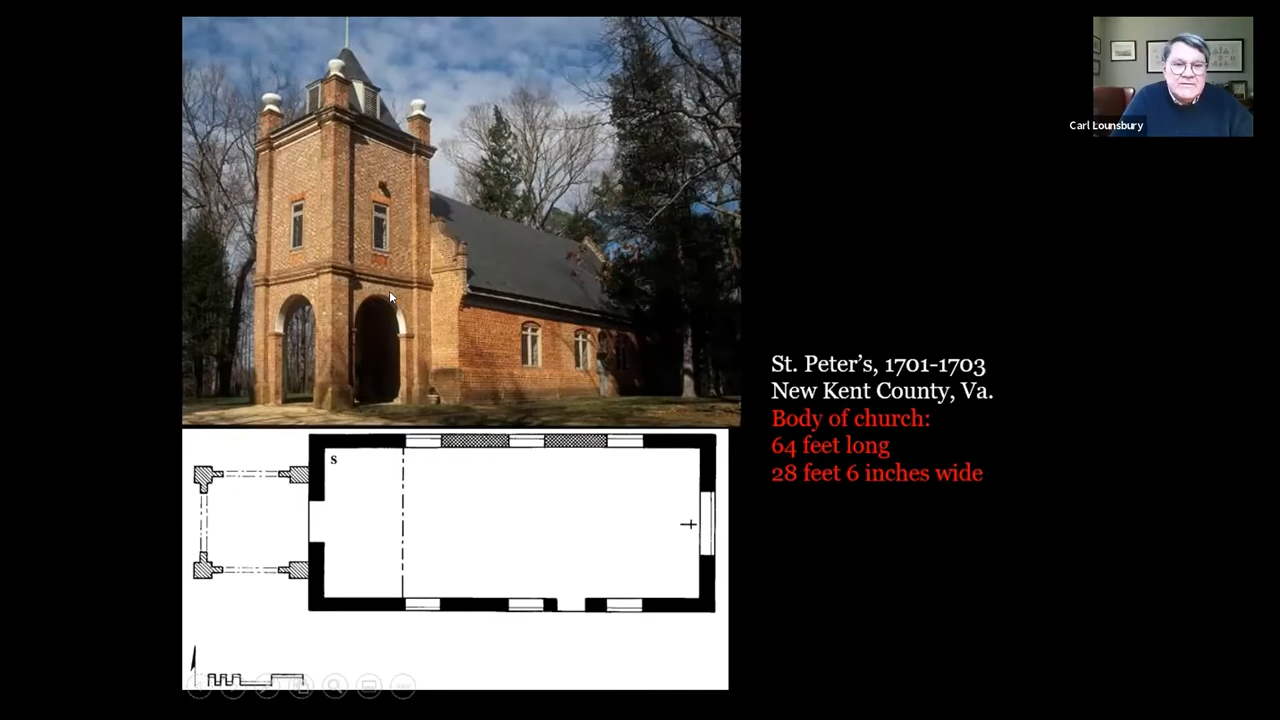 Carl Lounsbury
St. Peter’s, 1701-1703
New Kent County, Va.
Body of church:
64 feet long
28 feet 6 inches wide
S